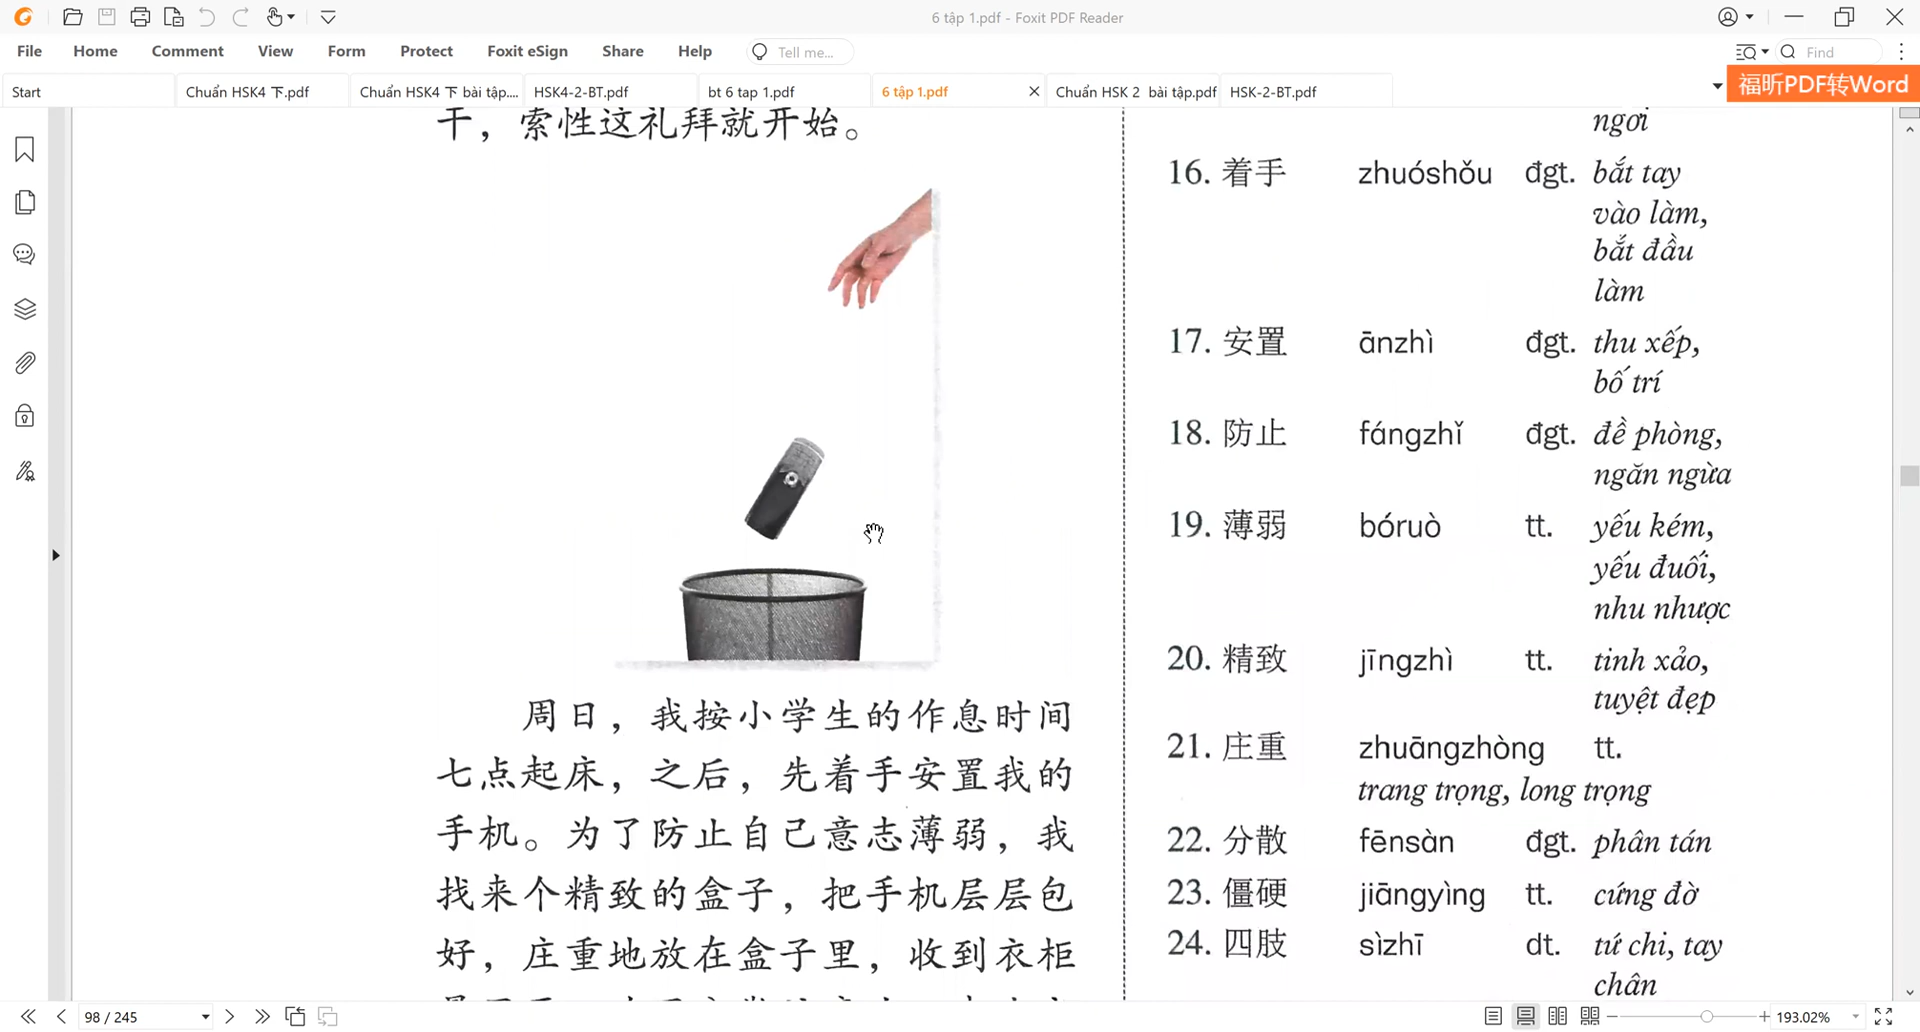 6 tập 1.pdf - Foxit PDF Reader
File Home Comment View Form Protect Foxit eSign Share Help Tell me... Find
Start Chuẩn HSK4 下.pdf Chuẩn HSK4 下 bài tập.... HSK4-2-BT.pdf bt 6 tap 1.pdf 6 tập 1.pdf Chuẩn HSK 2 bài tập.pdf HSK-2-BT.pdf 福昕PDF转Word
干，索性这礼拜就开始。
周日，我按小学生的作息时间
七点起床，之后，先着手安置我的
手机。为了防止自己意志薄弱，我
找来个精致的盒子，把手机层层包
好，庄重地放在盒子里，收到衣柜
ngơi
16. 着手 zhuóshǒu đgt. bắt tay
vào làm,
bắt đầu
làm
17. 安置 ānzhì đgt. thu xếp,
bố trí
18. 防止 fángzhǐ đgt. đề phòng,
ngăn ngừa
19. 薄弱 bóruò tt. yếu kém,
yếu đuối,
nhu nhược
20. 精致 jīngzhì tt. tinh xảo,
tuyệt đẹp
21. 庄重 zhuāngzhòng tt.
trang trọng, long trọng
22. 分散 fēnsàn đgt. phân tán
23. 僵硬 jiāngyìng tt. cứng đờ
24. 四肢 sìzhī dt. tứ chi, tay
chân
98 / 245 193.02%